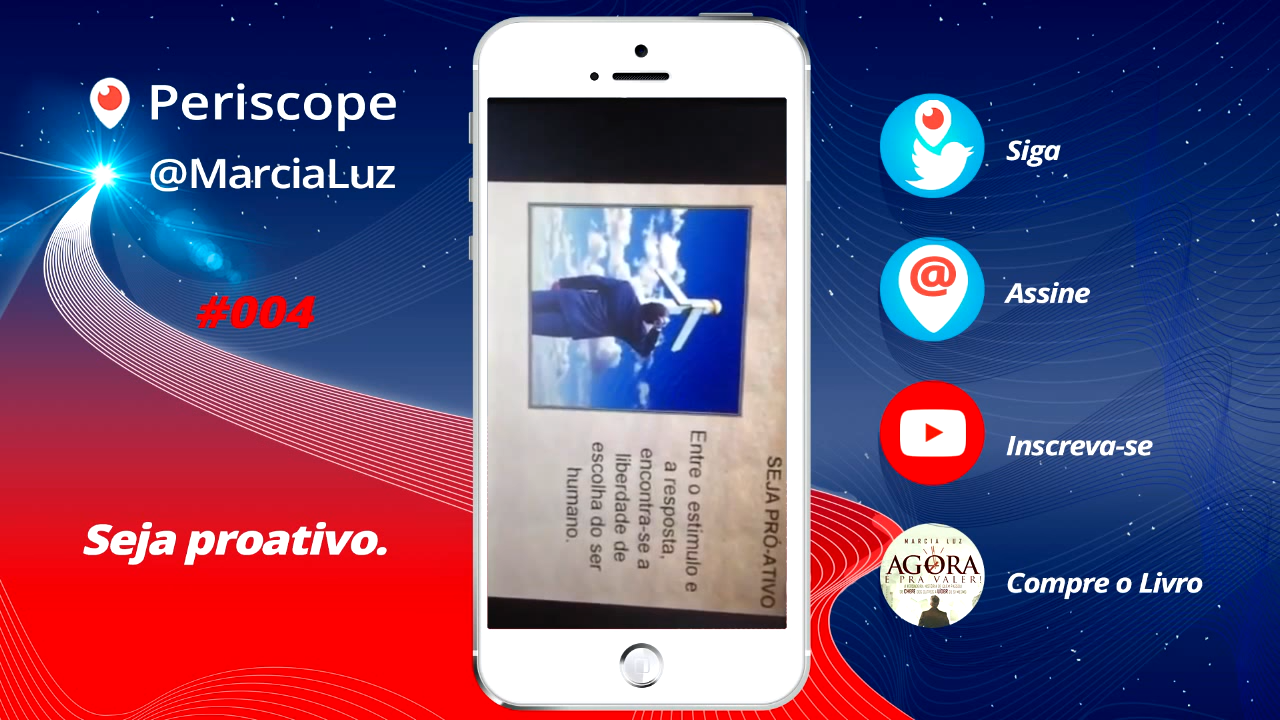 Periscope
@MarciaLuz
#004
Seja proativo.
SEJA PRÓ-ATIVO
Entre o estímulo e
a resposta,
encontra-se a
liberdade de
escolha do ser
humano.
Siga
@
Assine
Inscreva-se
MARCIA LUZ
AGORA
É PRA VALER!
Compre o Livro